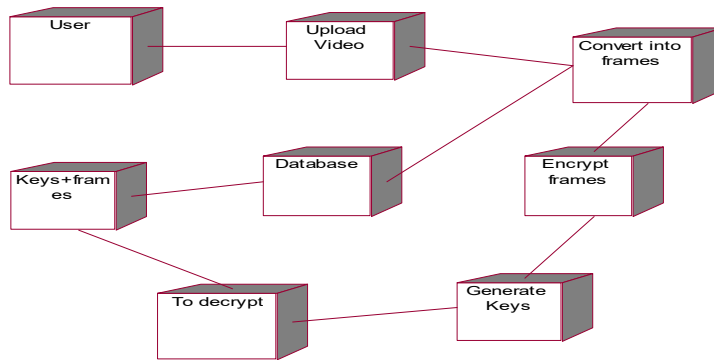 User
Upload
Video
Convert into
frames
Keys+fram
es
Database
Encrypt
frames
To decrypt
Generate
Keys